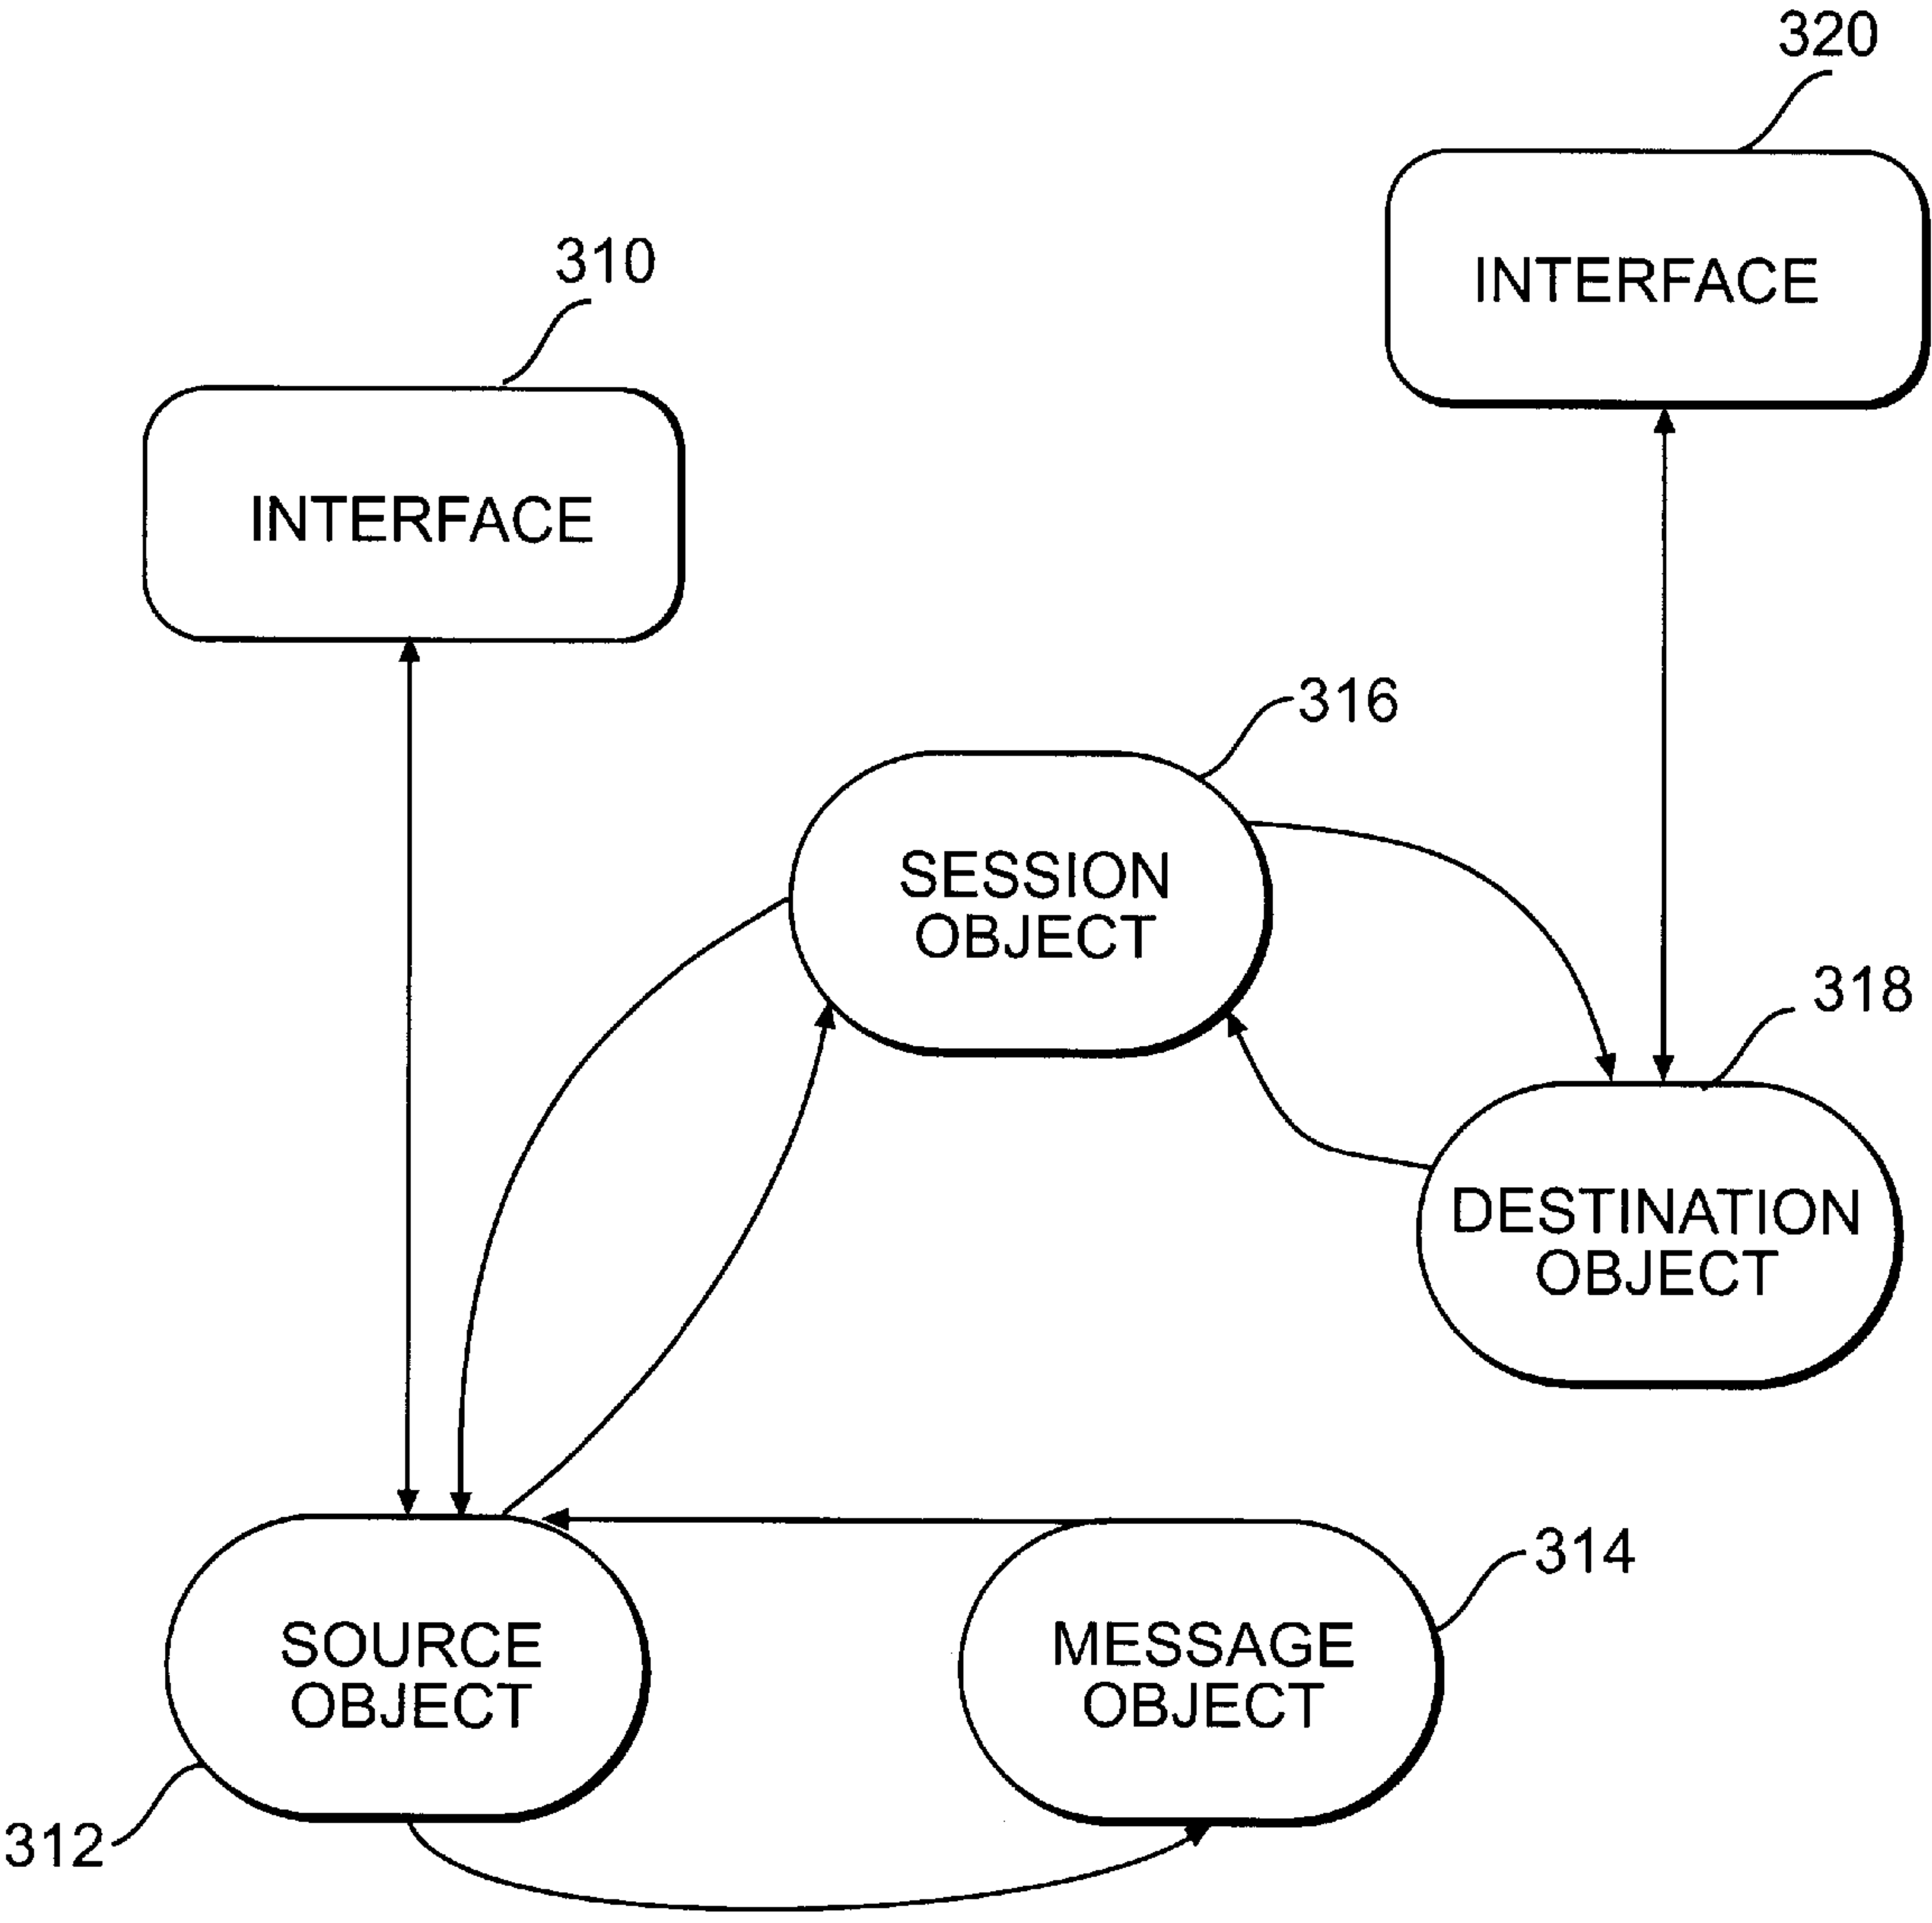 320
INTERFACE
310
INTERFACE
316
SESSION
OBJECT
318
DESTINATION
OBJECT
314
SOURCE
OBJECT
MESSAGE
OBJECT
312